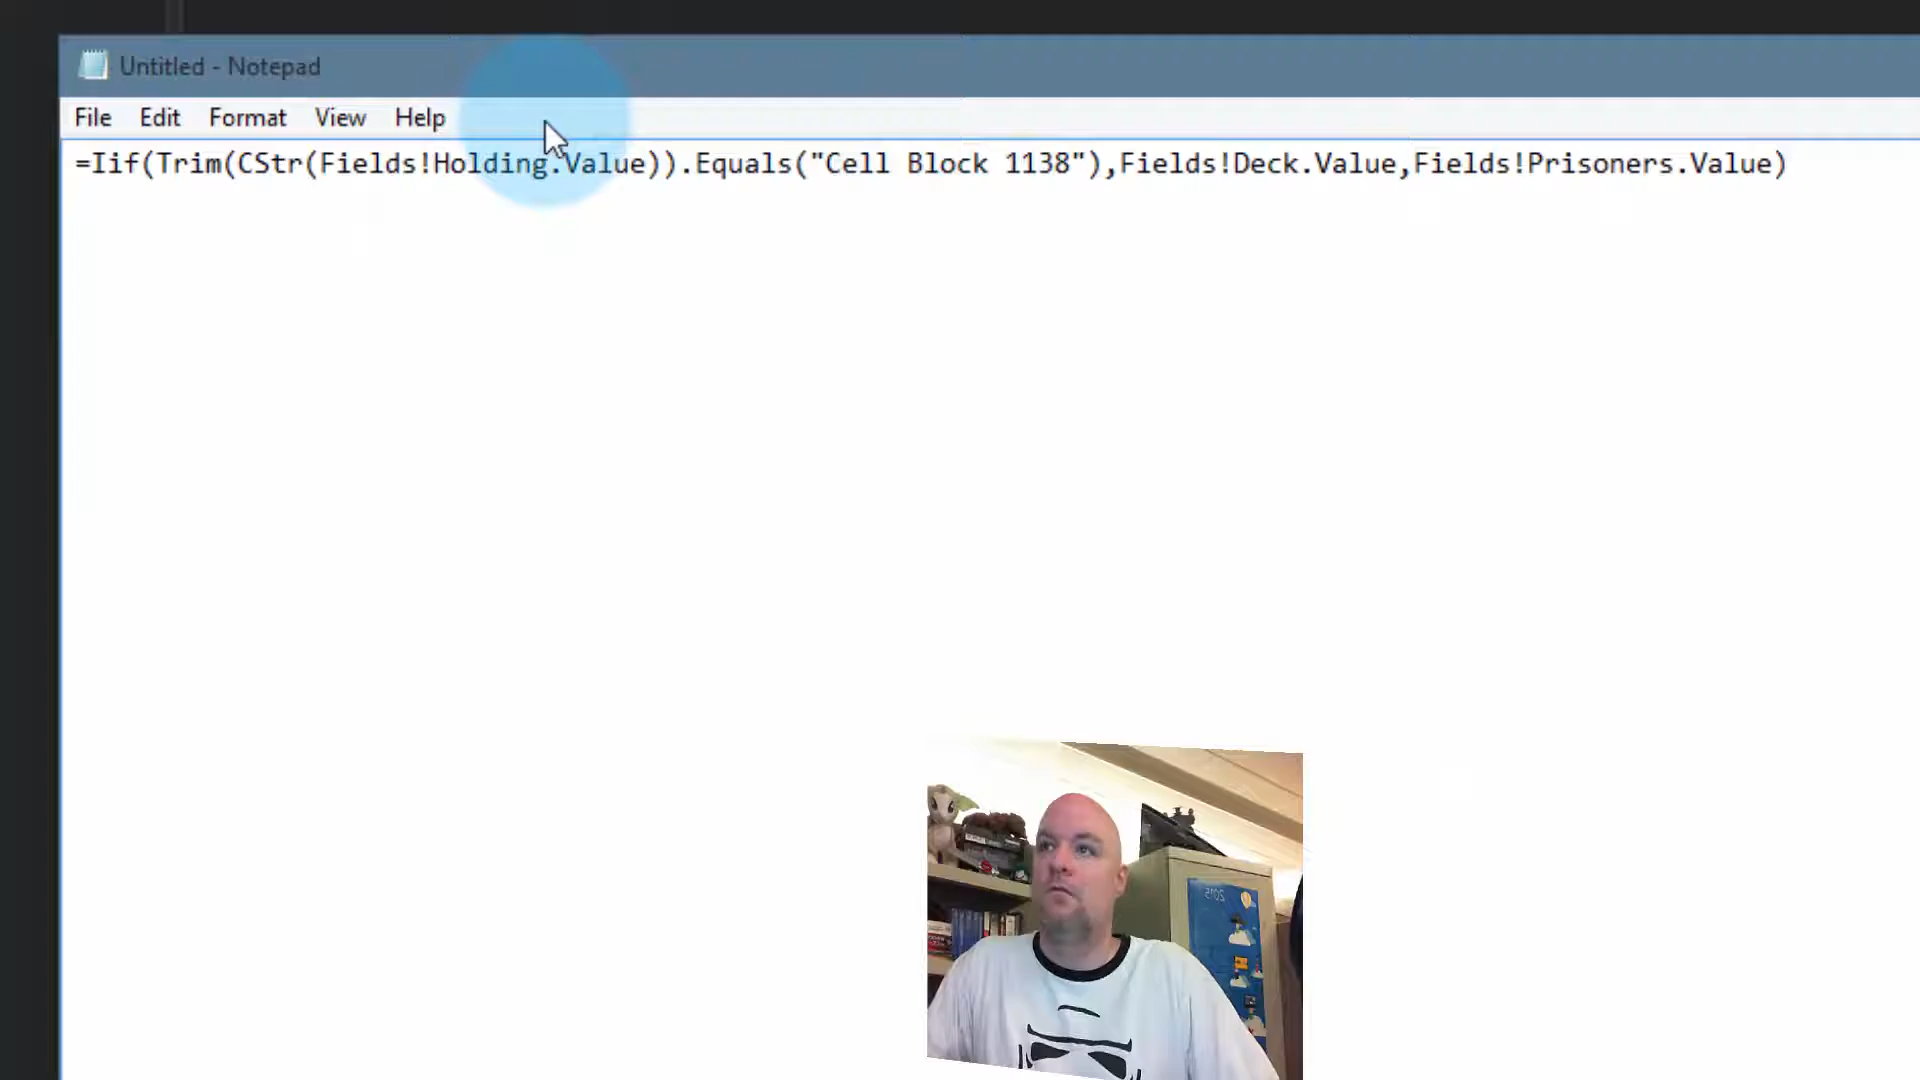 Untitled - Notepad
File Edit Format View Help
=Iif(Trim(CStr(Fields!Holding.Value)).Equals("Cell Block 1138"),Fields!Deck.Value,Fields!Prisoners.Value)
2015